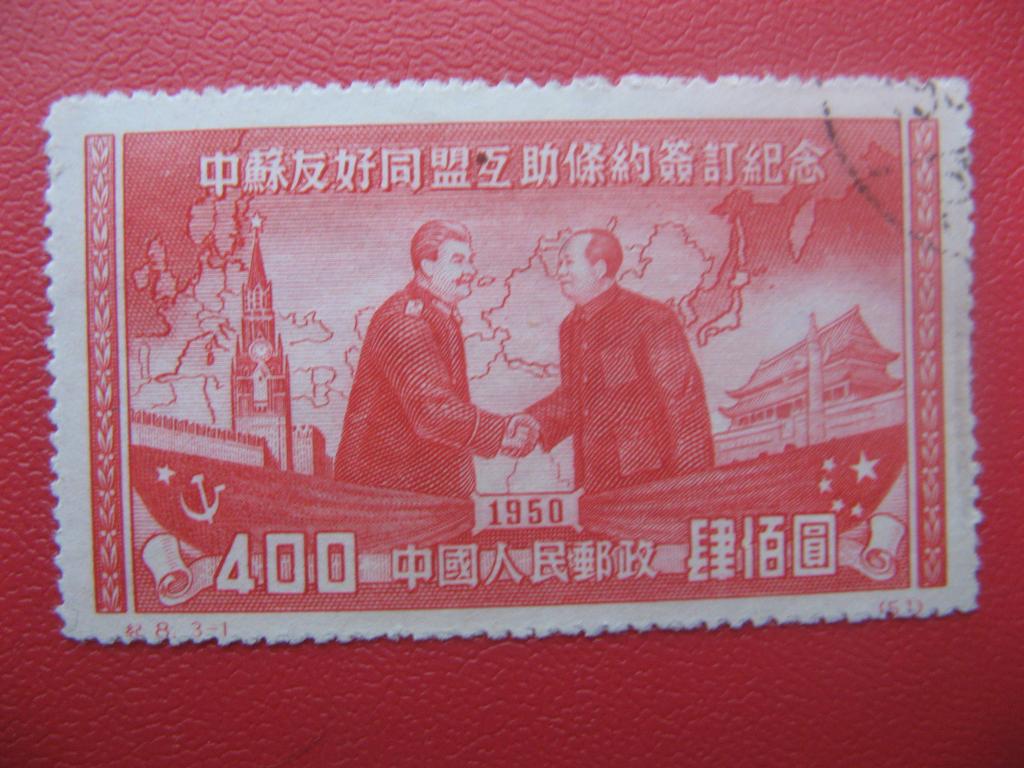 中蘇友好同盟互助條約簽訂紀念
1950
400 中國人民郵政 肆佰圓
紀 8. 3-1 (51)